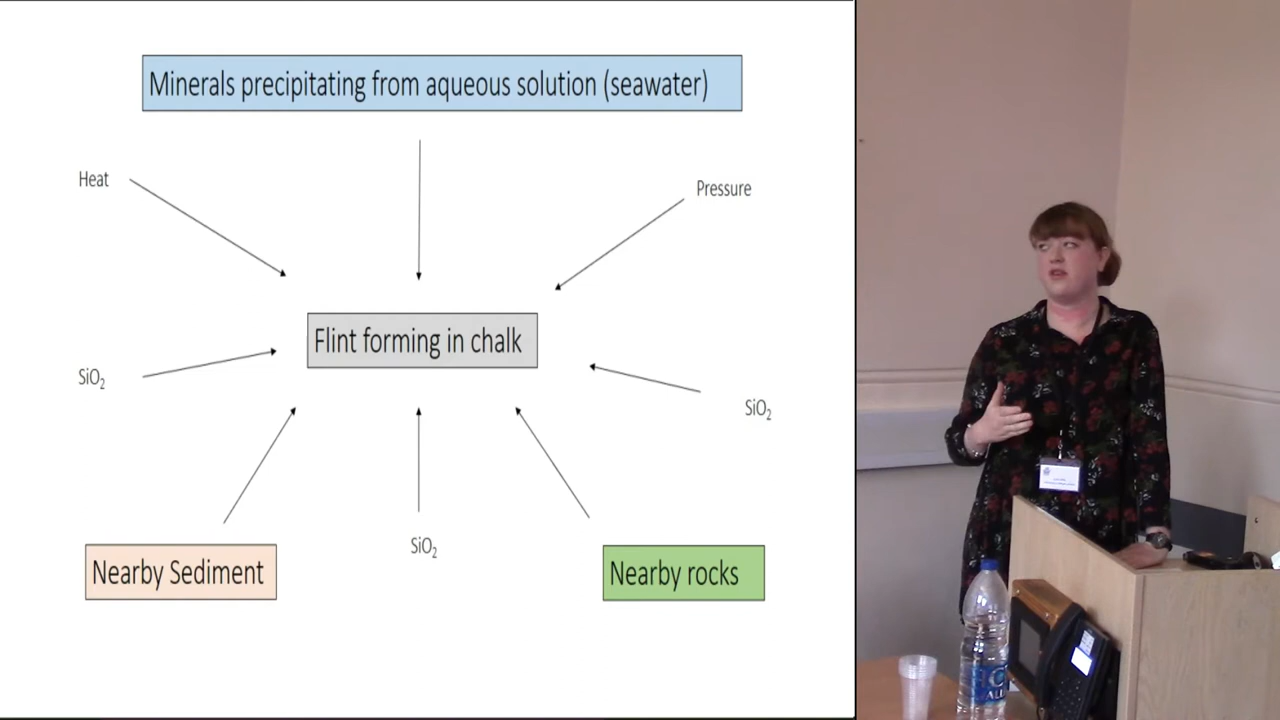 Minerals precipitating from aqueous solution (seawater)
Heat
Pressure
Flint forming in chalk
SiO₂
SiO₂
SiO₂
Nearby Sediment
Nearby rocks